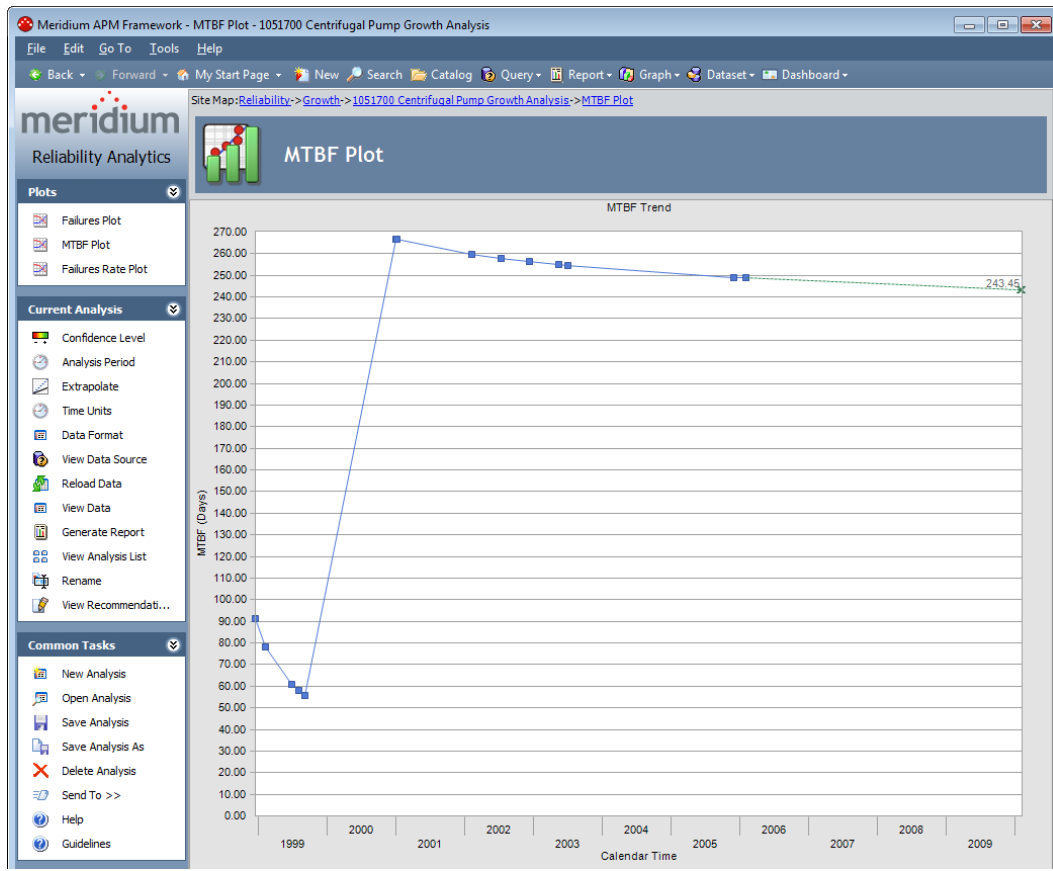 Meridium APM Framework - MTBF Plot - 1051700 Centrifugal Pump Growth Analysis
File Edit Go To Tools Help
Back Forward My Start Page New Search Catalog Query Report Graph Dataset Dashboard
meridium
Reliability Analytics
Plots
Failures Plot
MTBF Plot
Failures Rate Plot
Current Analysis
Confidence Level
Analysis Period
Extrapolate
Time Units
Data Format
View Data Source
Reload Data
View Data
Generate Report
View Analysis List
Rename
View Recommendati...
Common Tasks
New Analysis
Open Analysis
Save Analysis
Save Analysis As
Delete Analysis
Send To >>
Help
Guidelines
Site Map:Reliability->Growth->1051700 Centrifugal Pump Growth Analysis->MTBF Plot
MTBF Plot
MTBF Trend
270.00
260.00
250.00
240.00
230.00
220.00
210.00
200.00
190.00
180.00
170.00
160.00
150.00
140.00
130.00
120.00
110.00
100.00
90.00
80.00
70.00
60.00
50.00
40.00
30.00
20.00
10.00
0.00
MTBF (Days)
243.45
2000 2002 2004 2006 2008
1999 2001 2003 2005 2007 2009
Calendar Time